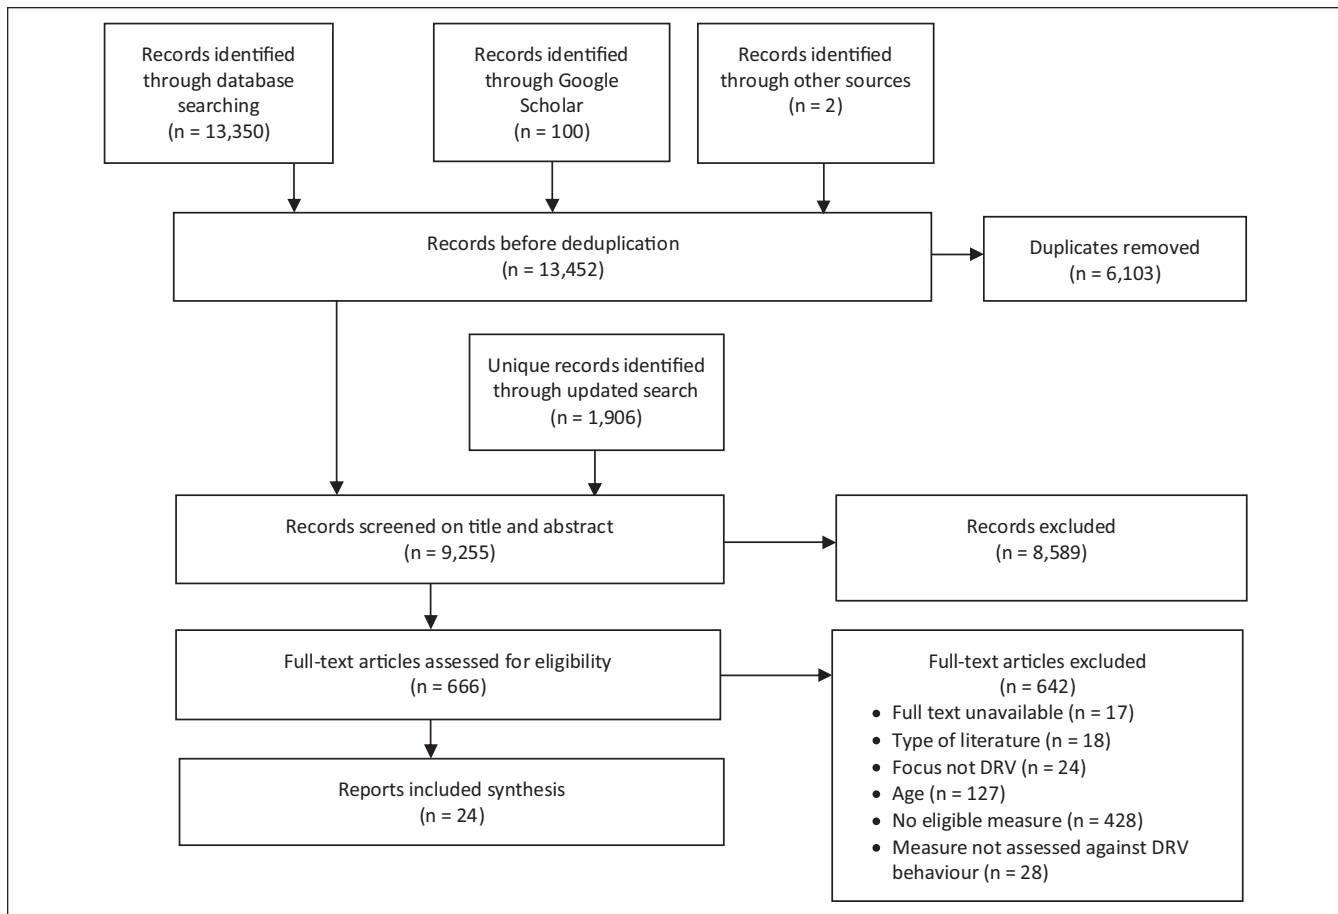 Records identified
through database
searching
(n = 13,350)
Records identified
through Google
Scholar
(n = 100)
Records identified
through other sources
(n = 2)
Records before deduplication
(n = 13,452)
Duplicates removed
(n = 6,103)
Unique records identified
through updated search
(n = 1,906)
Records screened on title and abstract
(n = 9,255)
Records excluded
(n = 8,589)
Full-text articles assessed for eligibility
(n = 666)
Full-text articles excluded
(n = 642)
• Full text unavailable (n = 17)
• Type of literature (n = 18)
• Focus not DRV (n = 24)
• Age (n = 127)
• No eligible measure (n = 428)
• Measure not assessed against DRV
behaviour (n = 28)
Reports included synthesis
(n = 24)